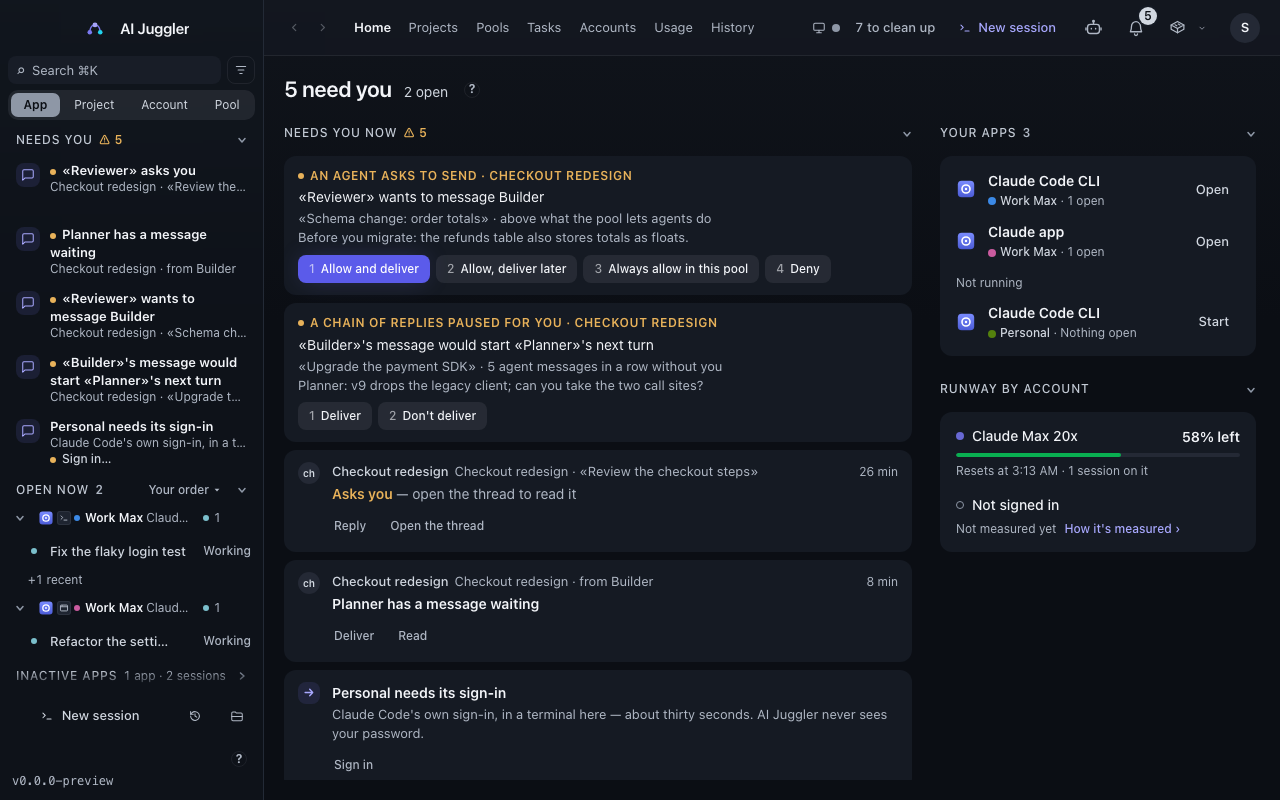 AI Juggler
Search ⌘K
App Project Account Pool
NEEDS YOU 5
«Reviewer» asks you
Checkout redesign · «Review the…
Planner has a message
waiting
Checkout redesign · from Builder
«Reviewer» wants to
message Builder
Checkout redesign · «Schema ch…
«Builder»'s message would
start «Planner»'s next turn
Checkout redesign · «Upgrade t…
Personal needs its sign-in
Claude Code's own sign-in, in a t…
Sign in…
OPEN NOW 2 Your order
Work Max Claud… 1
Fix the flaky login test Working
+1 recent
Work Max Claud… 1
Refactor the setti… Working
INACTIVE APPS 1 app · 2 sessions
New session
?
v0.0.0-preview
Home Projects Pools Tasks Accounts Usage History
7 to clean up New session 5 S
5 need you 2 open ?
NEEDS YOU NOW 5
AN AGENT ASKS TO SEND · CHECKOUT REDESIGN
«Reviewer» wants to message Builder
«Schema change: order totals» · above what the pool lets agents do
Before you migrate: the refunds table also stores totals as floats.
1 Allow and deliver 2 Allow, deliver later 3 Always allow in this pool 4 Deny
A CHAIN OF REPLIES PAUSED FOR YOU · CHECKOUT REDESIGN
«Builder»'s message would start «Planner»'s next turn
«Upgrade the payment SDK» · 5 agent messages in a row without you
Planner: v9 drops the legacy client; can you take the two call sites?
1 Deliver 2 Don't deliver
ch Checkout redesign Checkout redesign · «Review the checkout steps» 26 min
Asks you — open the thread to read it
Reply Open the thread
ch Checkout redesign Checkout redesign · from Builder 8 min
Planner has a message waiting
Deliver Read
Personal needs its sign-in
Claude Code's own sign-in, in a terminal here — about thirty seconds. AI Juggler never sees
your password.
Sign in
YOUR APPS 3
Claude Code CLI Open
Work Max · 1 open
Claude app Open
Work Max · 1 open
Not running
Claude Code CLI Start
Personal · Nothing open
RUNWAY BY ACCOUNT
Claude Max 20x 58% left
Resets at 3:13 AM · 1 session on it
Not signed in
Not measured yet How it's measured ›